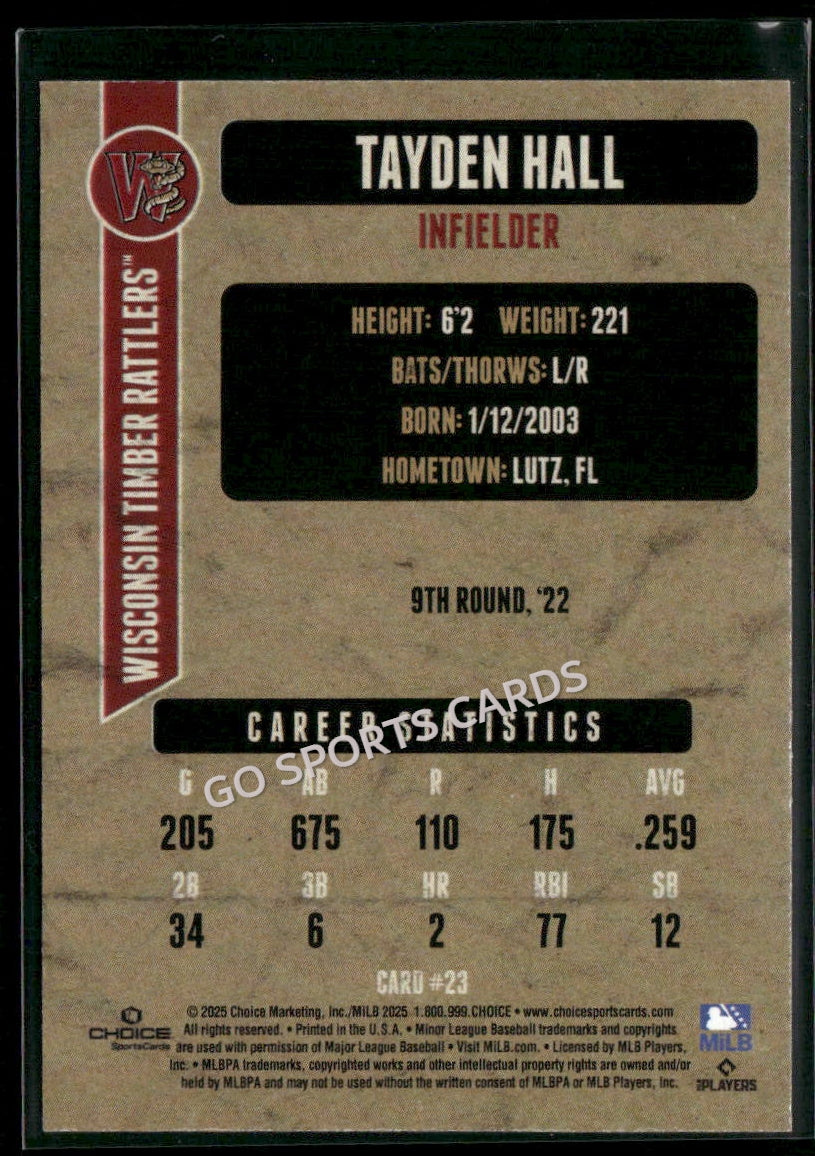 W
WISCONSIN TIMBER RATTLERS™
TAYDEN HALL
INFIELDER
HEIGHT: 6'2 WEIGHT: 221
BATS/THORWS: L/R
BORN: 1/12/2003
HOMETOWN: LUTZ, FL
9TH ROUND, '22
CAREER STATISTICS
GO SPORTS CARDS
G AB R H AVG
205 675 110 175 .259
2B 3B HR RBI SB
34 6 2 77 12
CARD #23
CHOICE
SportsCards
© 2025 Choice Marketing, Inc./MiLB 2025 1.800.999.CHOICE • www.choicesportscards.com
All rights reserved. • Printed in the U.S.A. • Minor League Baseball trademarks and copyrights
are used with permission of Major League Baseball • Visit MiLB.com. • Licensed by MLB Players,
Inc. • MLBPA trademarks, copyrighted works and other intellectual property rights are owned and/or
held by MLBPA and may not be used without the written consent of MLBPA or MLB Players, Inc.
MiLB
MLB PLAYERS